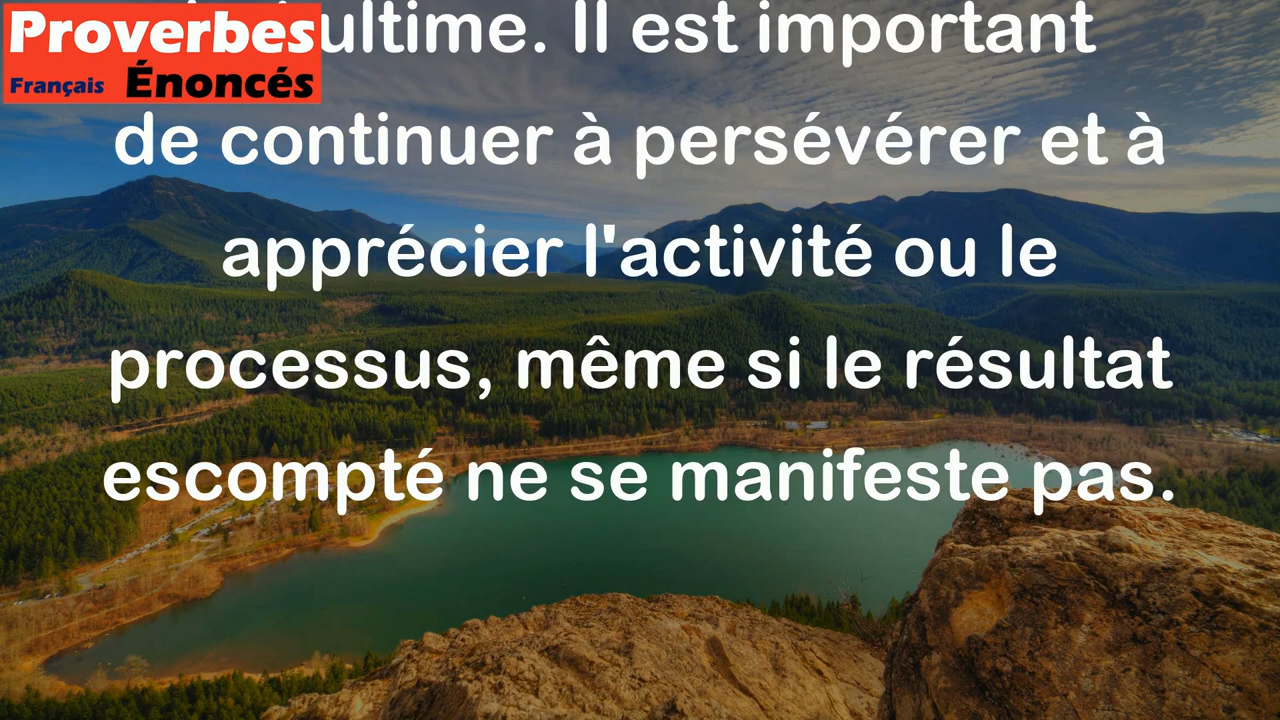 Proverbes
Français Énoncés
ultime. Il est important
de continuer à persévérer et à
apprécier l'activité ou le
processus, même si le résultat
escompté ne se manifeste pas.